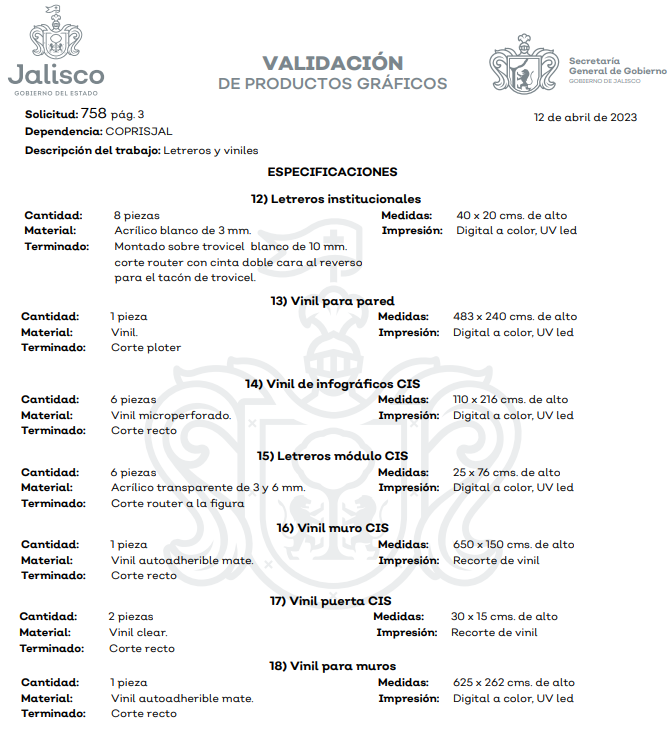 Jalisco
GOBIERNO DEL ESTADO
VALIDACIÓN
DE PRODUCTOS GRÁFICOS
Secretaría
General de Gobierno
GOBIERNO DE JALISCO
Solicitud: 758 pág. 3
12 de abril de 2023
Dependencia: COPRISJAL
Descripción del trabajo: Letreros y viniles
ESPECIFICACIONES
12) Letreros institucionales
Cantidad: 8 piezas Medidas: 40 x 20 cms. de alto
Material: Acrílico blanco de 3 mm. Impresión: Digital a color, UV led
Terminado: Montado sobre trovicel blanco de 10 mm.
corte router con cinta doble cara al reverso
para el tacón de trovicel.
13) Vinil para pared
Cantidad: 1 pieza Medidas: 483 x 240 cms. de alto
Material: Vinil. Impresión: Digital a color, UV led
Terminado: Corte ploter
14) Vinil de infográficos CIS
Cantidad: 6 piezas Medidas: 110 x 216 cms. de alto
Material: Vinil microperforado. Impresión: Digital a color, UV led
Terminado: Corte recto
15) Letreros módulo CIS
Cantidad: 6 piezas Medidas: 25 x 76 cms. de alto
Material: Acrílico transparente de 3 y 6 mm. Impresión: Digital a color, UV led
Terminado: Corte router a la figura
16) Vinil muro CIS
Cantidad: 1 pieza Medidas: 650 x 150 cms. de alto
Material: Vinil autoadherible mate. Impresión: Recorte de vinil
Terminado: Corte recto
17) Vinil puerta CIS
Cantidad: 2 piezas Medidas: 30 x 15 cms. de alto
Material: Vinil clear. Impresión: Recorte de vinil
Terminado: Corte recto
18) Vinil para muros
Cantidad: 1 pieza Medidas: 625 x 262 cms. de alto
Material: Vinil autoadherible mate. Impresión: Digital a color, UV led
Terminado: Corte recto